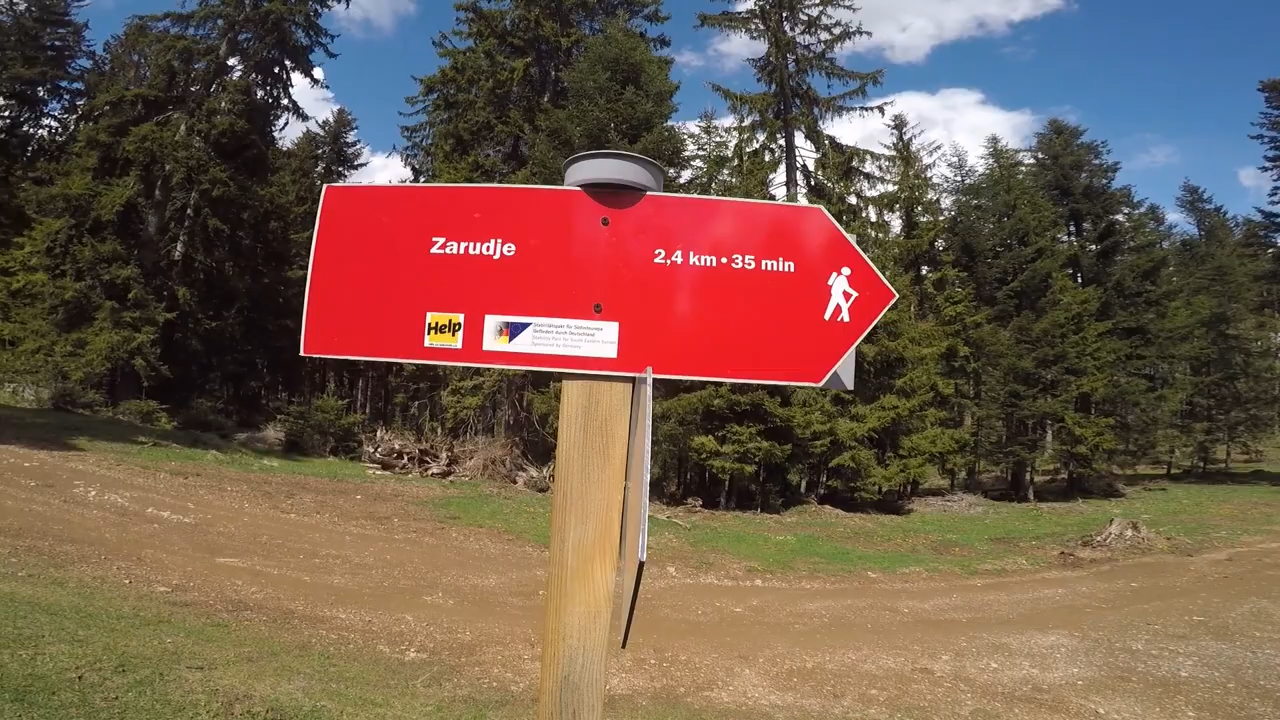 Zarudje
2,4 km • 35 min
Help
Stabilitätspakt für Südosteuropa
Gefördert durch Deutschland
Stability Pact for South Eastern Europe
Sponsored by Germany